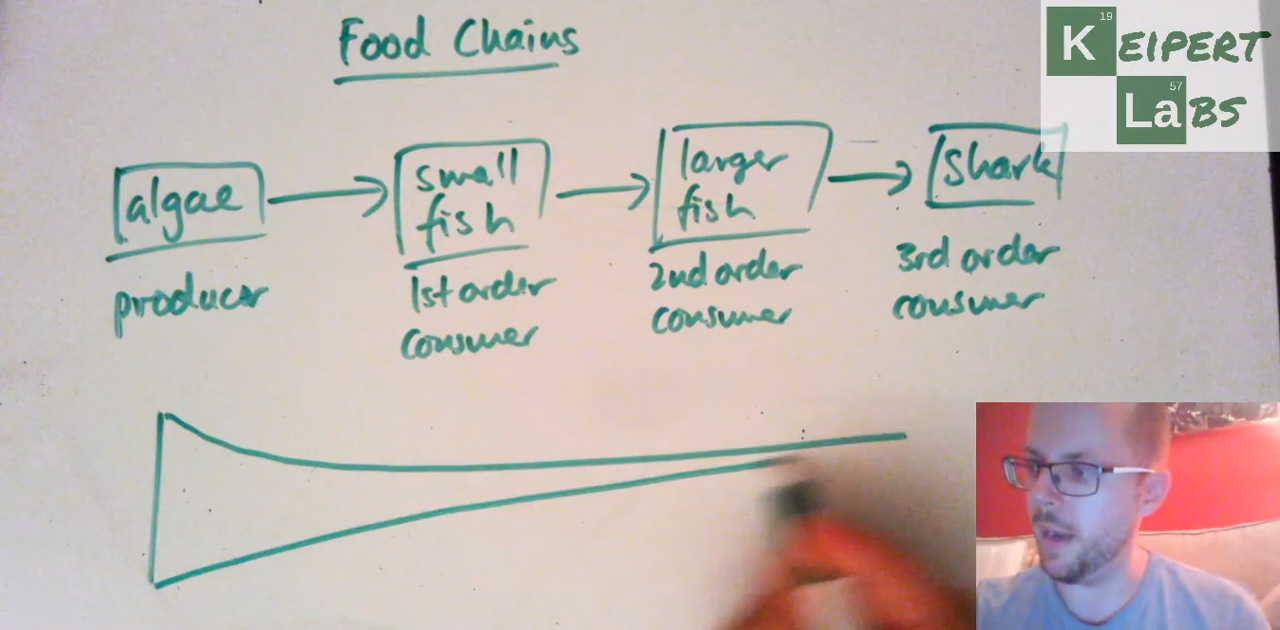 Food Chains
19
KEIPERT
57
LaBS
algae
small
fish
larger
fish
shark
producer
1st order
consumer
2nd order
consumer
3rd order
consumer